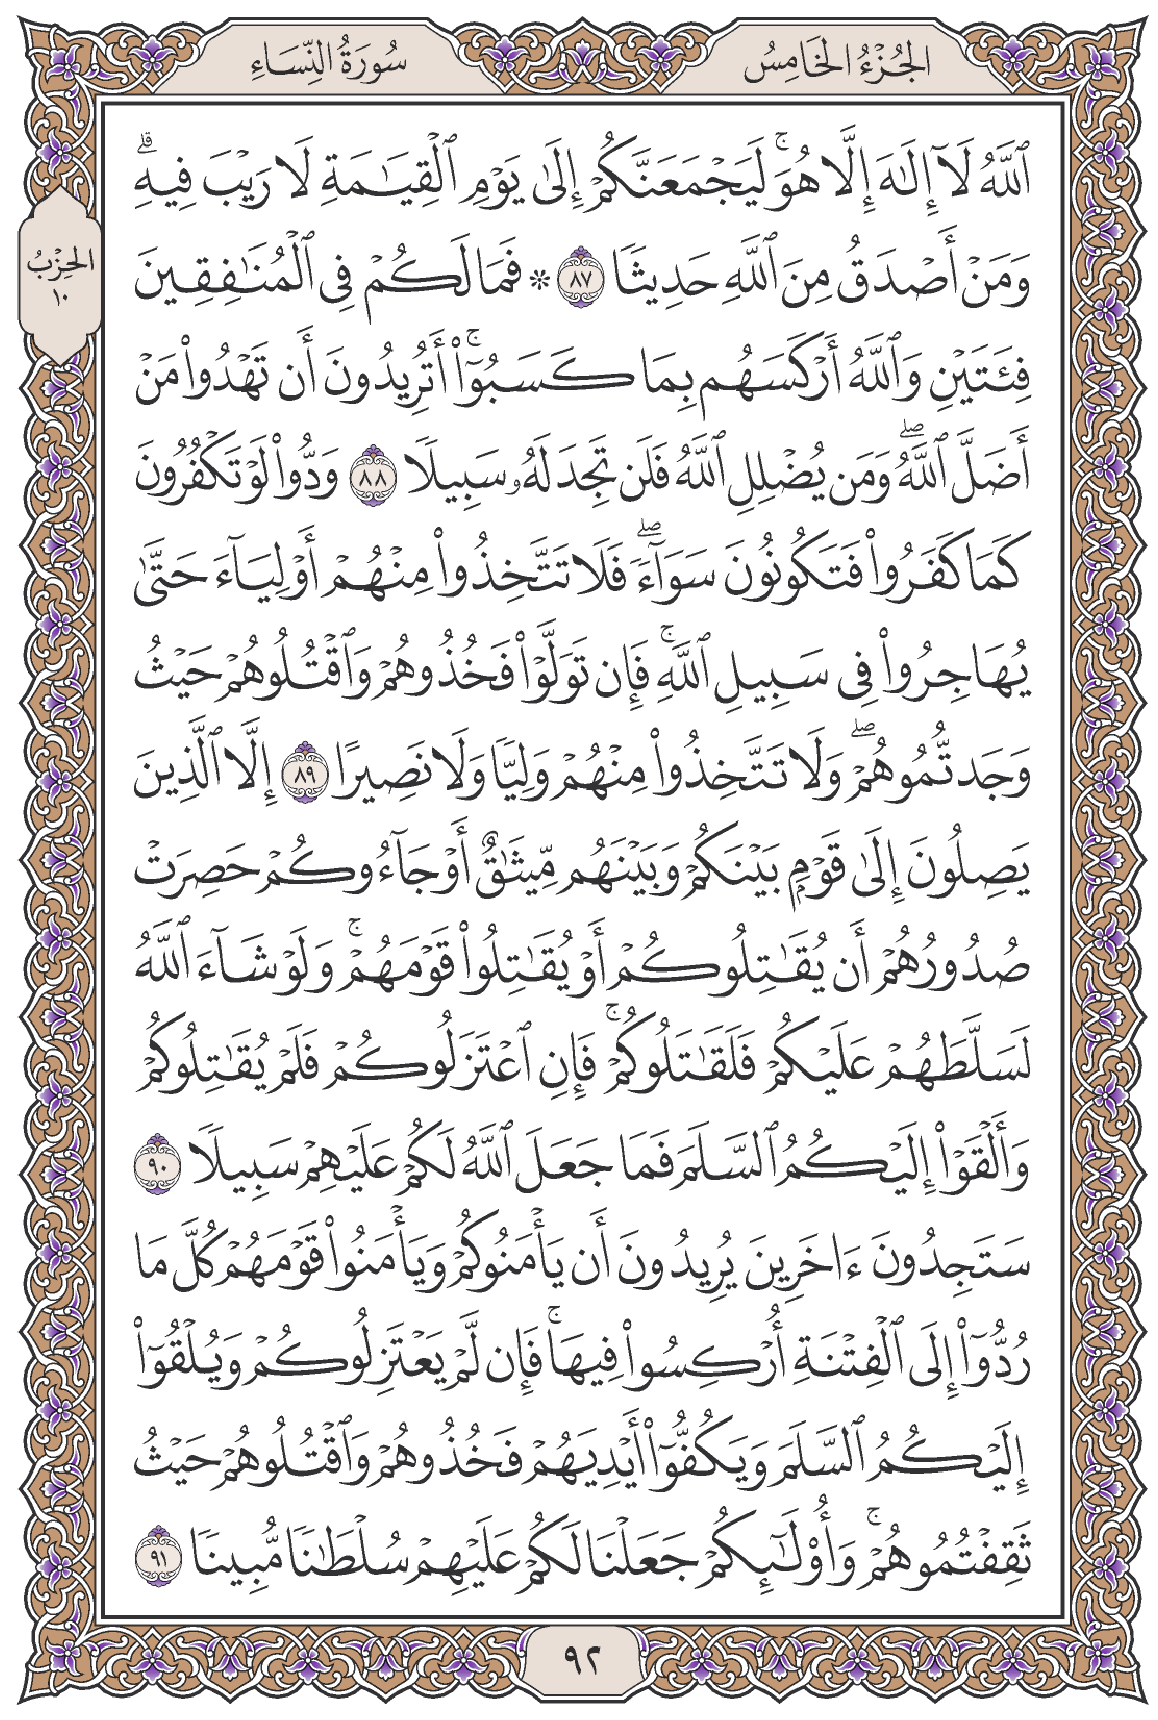 الجُزْءُ الخَامِسُ
سُورَةُ النِّسَاءِ
الحِزْبُ
١٠
ٱللَّهُ لَآ إِلَٰهَ إِلَّا هُوَۚ لَيَجْمَعَنَّكُمْ إِلَىٰ يَوْمِ ٱلْقِيَٰمَةِ لَا رَيْبَ فِيهِۗ
وَمَنْ أَصْدَقُ مِنَ ٱللَّهِ حَدِيثًا ٨٧ ۞ فَمَا لَكُمْ فِي ٱلْمُنَٰفِقِينَ
فِئَتَيْنِ وَٱللَّهُ أَرْكَسَهُم بِمَا كَسَبُوٓا۟ۚ أَتُرِيدُونَ أَن تَهْدُوا۟ مَنْ
أَضَلَّ ٱللَّهُۖ وَمَن يُضْلِلِ ٱللَّهُ فَلَن تَجِدَ لَهُۥ سَبِيلًا ٨٨ وَدُّوا۟ لَوْ تَكْفُرُونَ
كَمَا كَفَرُوا۟ فَتَكُونُونَ سَوَآءًۖ فَلَا تَتَّخِذُوا۟ مِنْهُمْ أَوْلِيَآءَ حَتَّىٰ
يُهَاجِرُوا۟ فِي سَبِيلِ ٱللَّهِۚ فَإِن تَوَلَّوْا۟ فَخُذُوهُمْ وَٱقْتُلُوهُمْ حَيْثُ
وَجَدتُّمُوهُمْۖ وَلَا تَتَّخِذُوا۟ مِنْهُمْ وَلِيًّا وَلَا نَصِيرًا ٨٩ إِلَّا ٱلَّذِينَ
يَصِلُونَ إِلَىٰ قَوْمٍۭ بَيْنَكُمْ وَبَيْنَهُم مِّيثَٰقٌ أَوْ جَآءُوكُمْ حَصِرَتْ
صُدُورُهُمْ أَن يُقَٰتِلُوكُمْ أَوْ يُقَٰتِلُوا۟ قَوْمَهُمْۚ وَلَوْ شَآءَ ٱللَّهُ
لَسَلَّطَهُمْ عَلَيْكُمْ فَلَقَٰتَلُوكُمْۚ فَإِنِ ٱعْتَزَلُوكُمْ فَلَمْ يُقَٰتِلُوكُمْ
وَأَلْقَوْا۟ إِلَيْكُمُ ٱلسَّلَمَ فَمَا جَعَلَ ٱللَّهُ لَكُمْ عَلَيْهِمْ سَبِيلًا ٩٠
سَتَجِدُونَ ءَاخَرِينَ يُرِيدُونَ أَن يَأْمَنُوكُمْ وَيَأْمَنُوا۟ قَوْمَهُمْ كُلَّ مَا
رُدُّوٓا۟ إِلَى ٱلْفِتْنَةِ أُرْكِسُوا۟ فِيهَاۚ فَإِن لَّمْ يَعْتَزِلُوكُمْ وَيُلْقُوٓا۟
إِلَيْكُمُ ٱلسَّلَمَ وَيَكُفُّوٓا۟ أَيْدِيَهُمْ فَخُذُوهُمْ وَٱقْتُلُوهُمْ حَيْثُ
ثَقِفْتُمُوهُمْۚ وَأُو۟لَٰٓئِكُمْ جَعَلْنَا لَكُمْ عَلَيْهِمْ سُلْطَٰنًا مُّبِينًا ٩١
٩٢